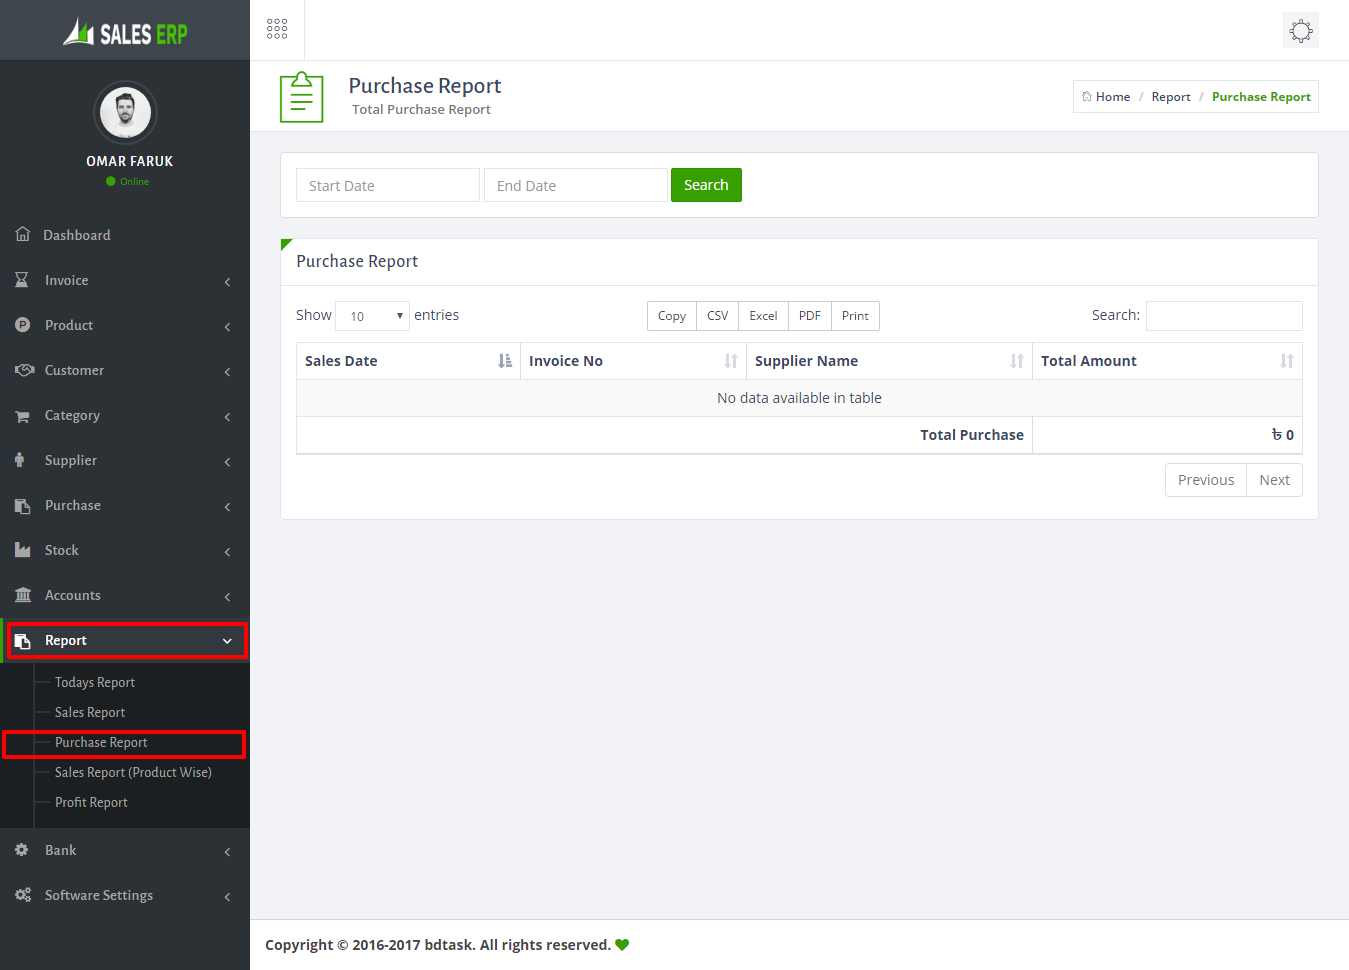 SALES ERP
OMAR FARUK
Online
Dashboard
Invoice
Product
Customer
Category
Supplier
Purchase
Stock
Accounts
Report
Todays Report
Sales Report
Purchase Report
Sales Report (Product Wise)
Profit Report
Bank
Software Settings
Purchase Report
Total Purchase Report
Home / Report / Purchase Report
Start Date End Date Search
Purchase Report
Show 10 entries Copy CSV Excel PDF Print Search:
Sales Date Invoice No Supplier Name Total Amount
No data available in table
Total Purchase ৳ 0
Previous Next
Copyright © 2016-2017 bdtask. All rights reserved.